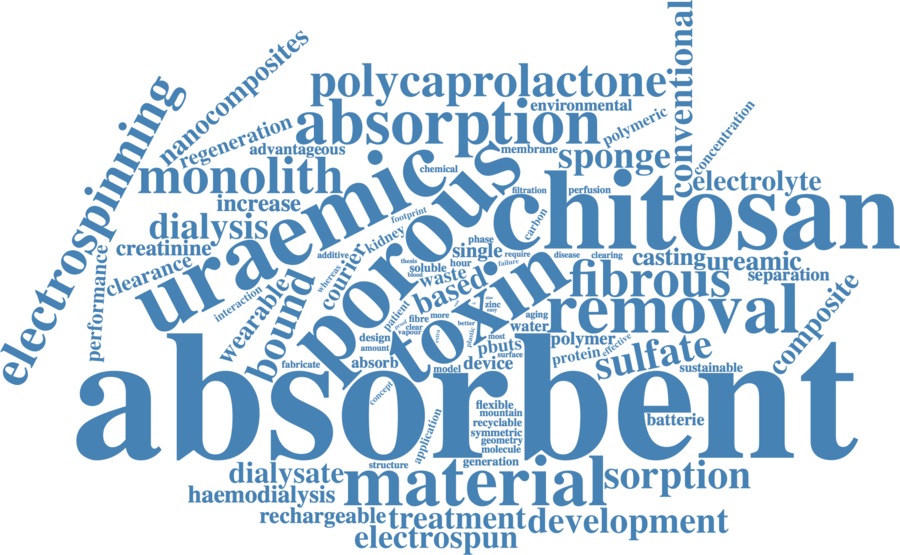 conventional
nanocomposites
polycaprolactone
electrospinning
environmental
absorption
regeneration
polymeric
concentration
advantageous
membrane
sponge
chemical
monolith
uraemic
porous
electrolyte
filtration
perfusion
chitosan
increase
footprint
carbon
dialysis
kidney
phase
creatinine
courier
additive
single
require
disease
clearing
casting
ureamic
whereas
thesis
hour
failure
clearance
soluble
blood
toxin
fibrous
separation
waste
based
performance
interaction
wearable
bound
patient
zinc
easy
removal
fibre
more
aging
composite
clear
better
water
vapour
extra
plastic
most
design
pbuts
polymer
amount
surface
protein
effective
sulfate
fabricate
absorb
model
device
sustainable
concept
absorbent
flexible
mountain
batterie
recyclable
application
symmetric
geometry
molecule
structure
generation
dialysate
material
sorption
haemodialysis
rechargeable
treatment
development
electrospun